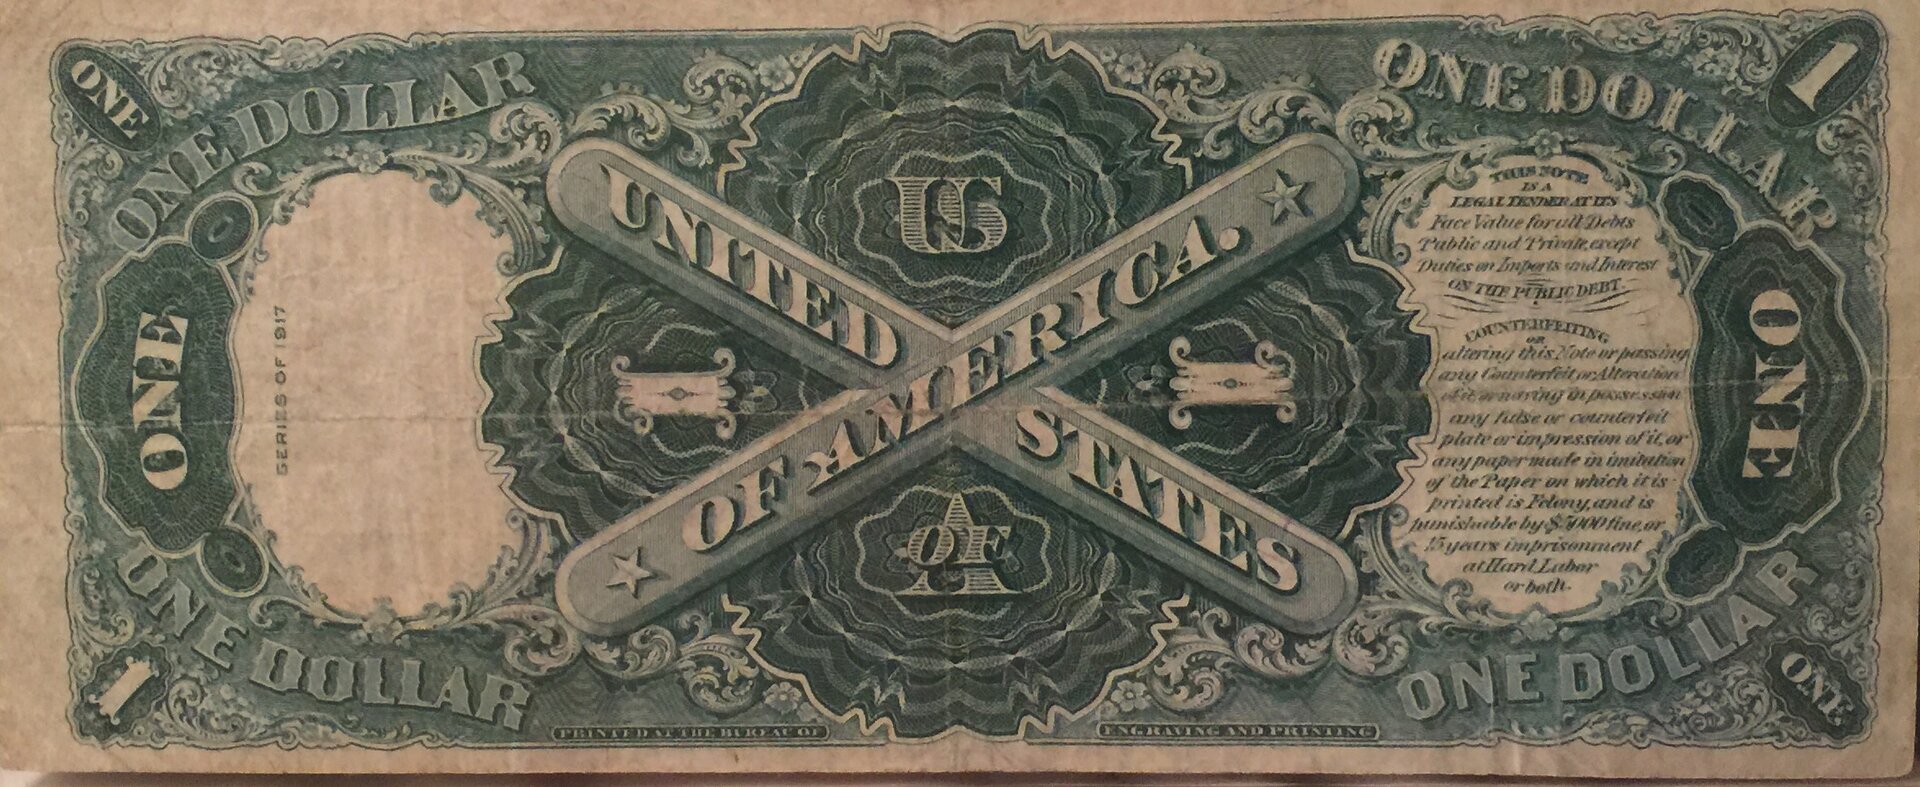 ONE
ONE DOLLAR
ONE DOLLAR
1
US
UNITED
STATES
OF AMERICA.
ONE
SERIES OF 1917
1
1
THIS NOTE
IS A
LEGAL TENDER AT ITS
Face Value for all Debts
Public and Private, except
Duties on Imports and Interest
ON THE PUBLIC DEBT.
COUNTERFEITING
OR
altering this Note or passing
any Counterfeit or Alteration
of it, or having in possession
any false or counterfeit
plate or impression of it, or
any paper made in imitation
of the Paper on which it is
printed is Felony, and is
punishable by $5000 fine, or
15 years imprisonment
at Hard Labor
or both.
ONE
OF
A
1
ONE DOLLAR
ONE DOLLAR
ONE
PRINTED AT THE BUREAU OF
ENGRAVING AND PRINTING